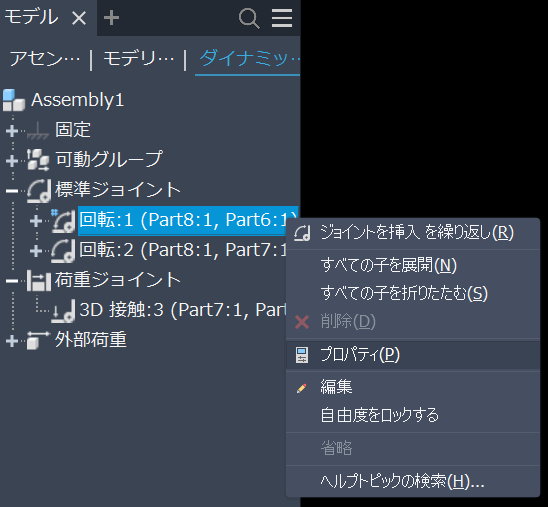 モデル
アセン… | モデリ… | ダイナミッ…
Assembly1
固定
可動グループ
標準ジョイント
回転:1 (Part8:1, Part6:1)
回転:2 (Part8:1, Part7:1
荷重ジョイント
3D 接触:3 (Part7:1, Par
外部荷重
ジョイントを挿入 を繰り返し(R)
すべての子を展開(N)
すべての子を折りたたむ(S)
削除(D)
プロパティ(P)
編集
自由度をロックする
省略
ヘルプトピックの検索(H)...